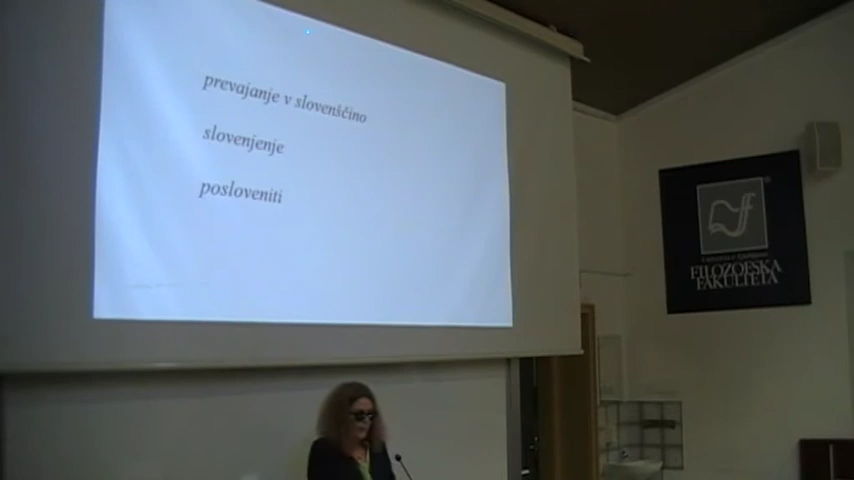 prevajanje v slovenščino
slovenjenje
posloveniti
FILOZOFSKA
FAKULTETA